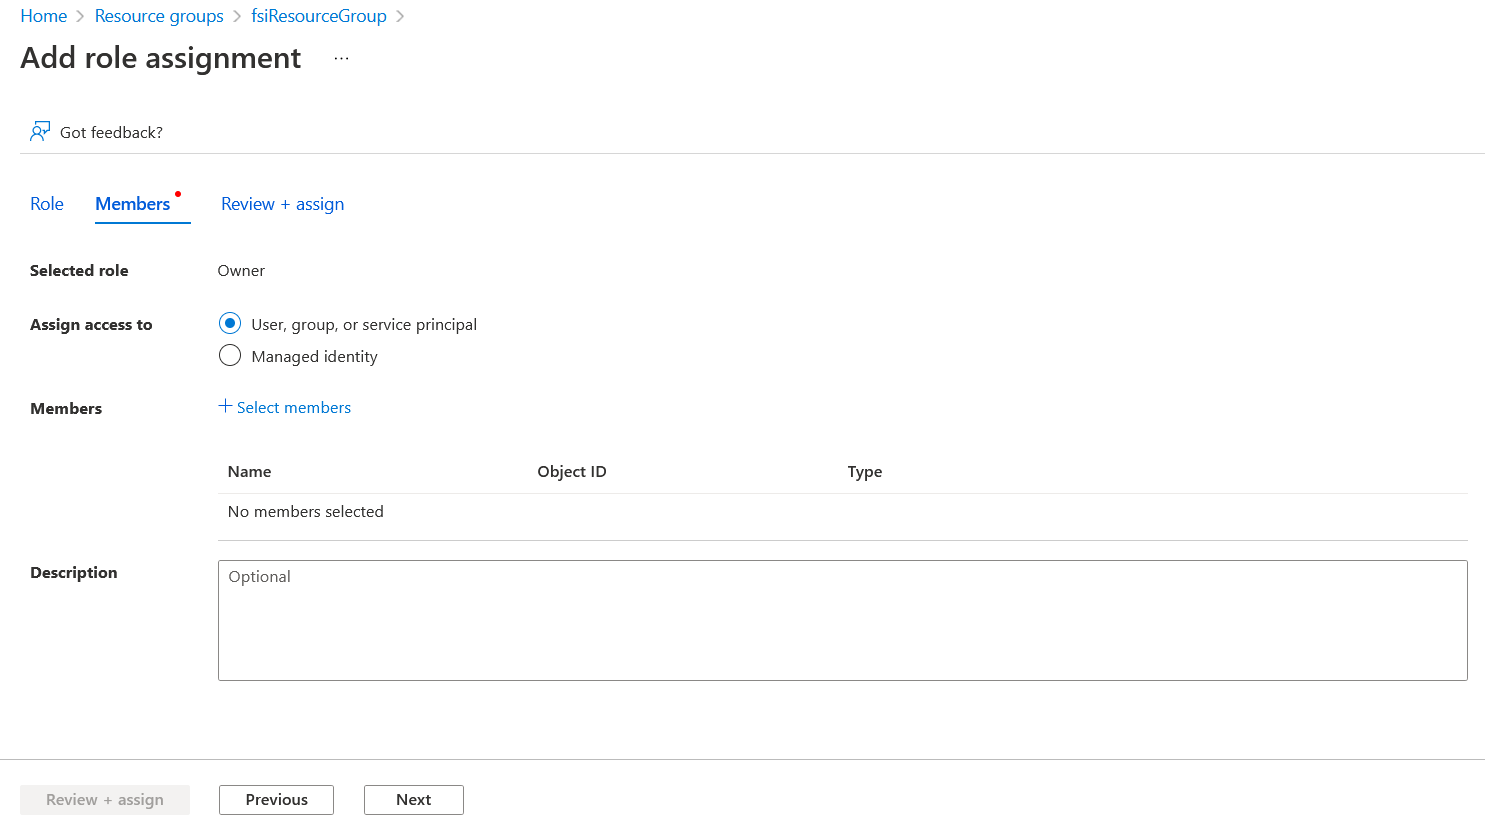 Home > Resource groups > fsiResourceGroup >
Add role assignment ...
Got feedback?
Role Members Review + assign
Selected role Owner
Assign access to User, group, or service principal
Managed identity
Members + Select members
Name Object ID Type
No members selected
Description Optional
Review + assign Previous Next